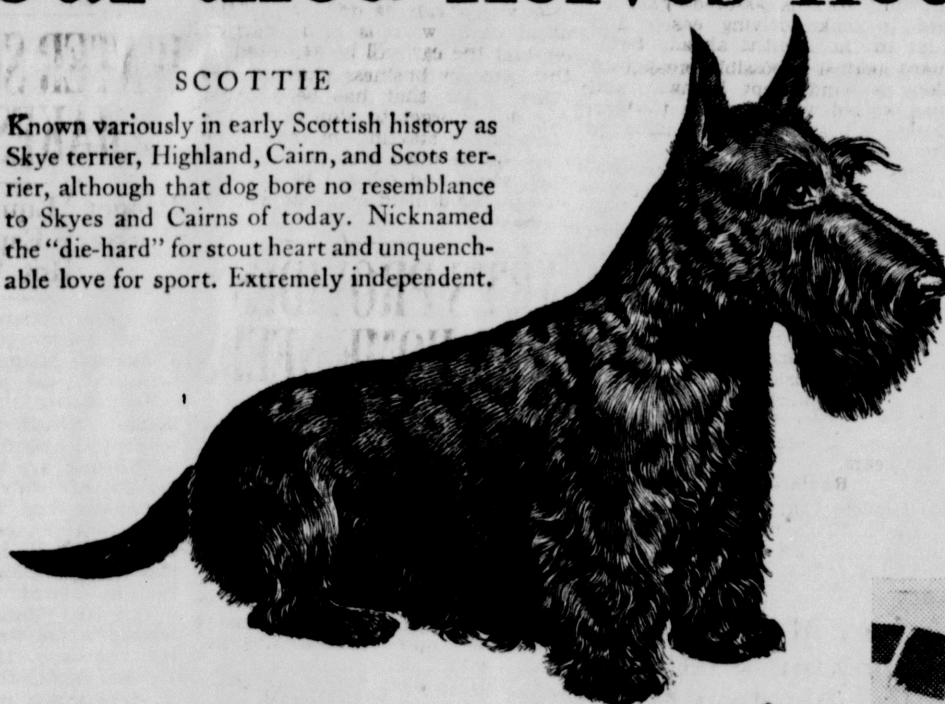 SCOTTIE
Known variously in early Scottish history as
Skye terrier, Highland, Cairn, and Scots ter-
rier, although that dog bore no resemblance
to Skyes and Cairns of today. Nicknamed
the "die-hard" for stout heart and unquench-
able love for sport. Extremely independent.